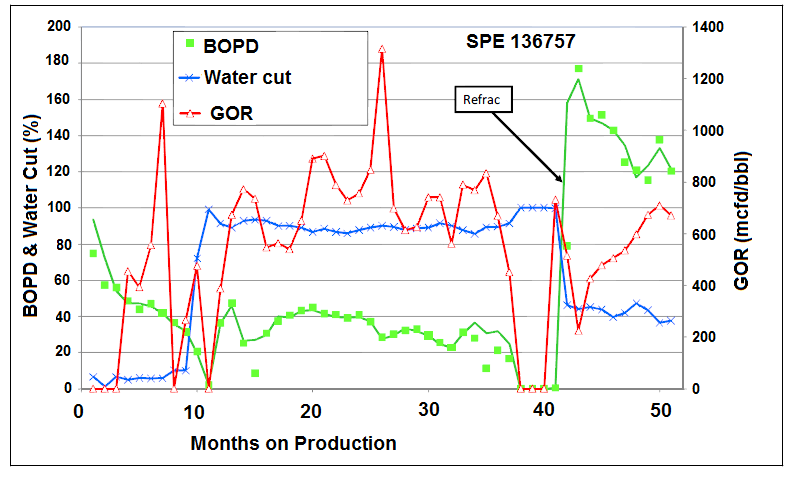 SPE 136757
BOPD
Water cut
GOR
Refrac
BOPD & Water Cut (%)
200
180
160
140
120
100
80
60
40
20
0
GOR (mcfd/bbl)
1400
1200
1000
800
600
400
200
0
0 10 20 30 40 50
Months on Production